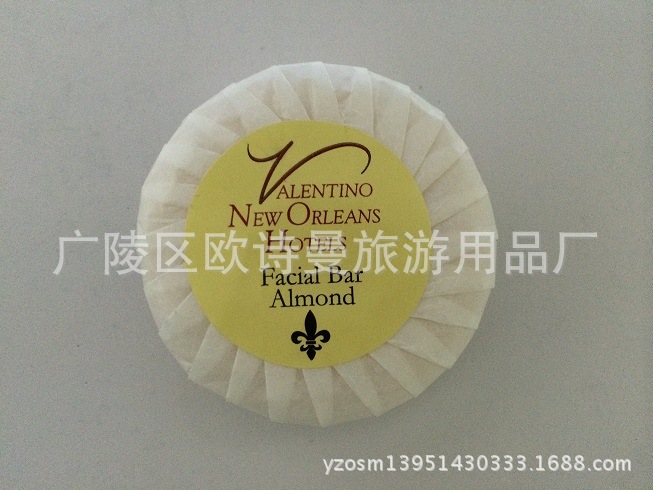 VALENTINO
NEW ORLEANS
HOTELS
广陵区欧诗曼旅游用品厂
Facial Bar
Almond
yzosm13951430333.1688.com